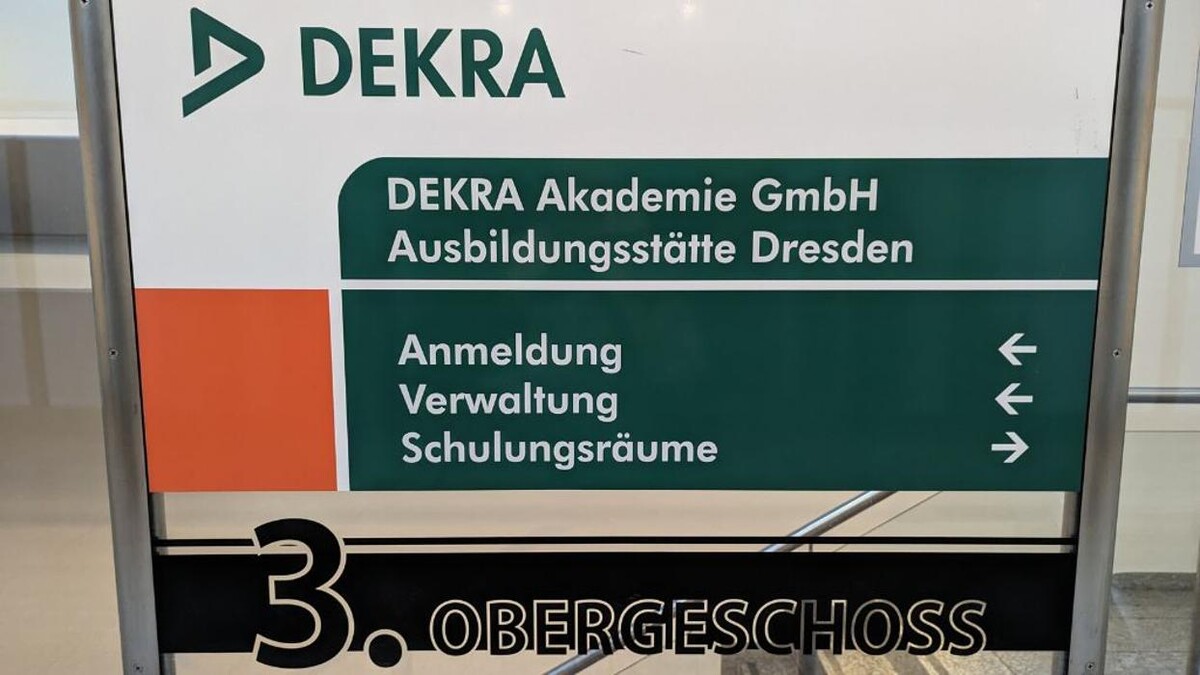 DEKRA
DEKRA Akademie GmbH
Ausbildungsstätte Dresden
Anmeldung ←
Verwaltung ←
Schulungsräume →
3. OBERGESCHOSS